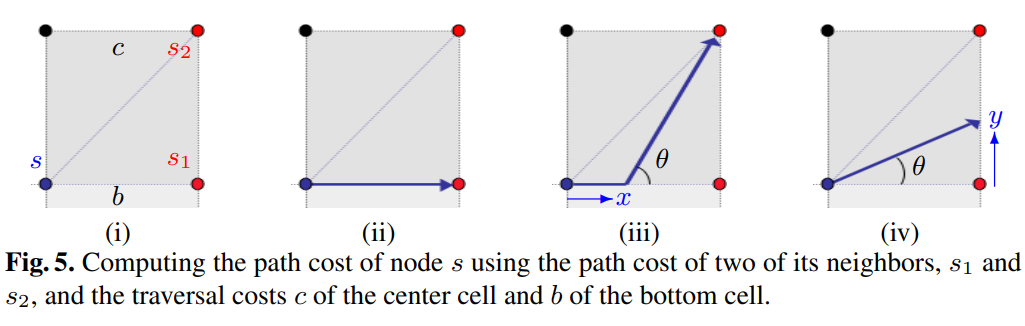 c
s₂
s
s₁
b
θ
x
y
θ
(i)
(ii)
(iii)
(iv)
Fig. 5. Computing the path cost of node s using the path cost of two of its neighbors, s₁ and
s₂, and the traversal costs c of the center cell and b of the bottom cell.